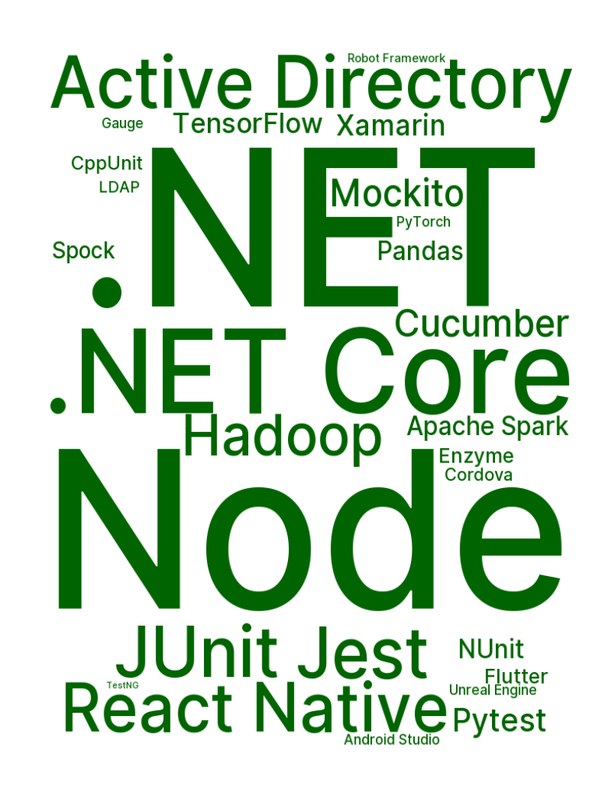 Robot Framework
Active Directory
Gauge
TensorFlow
Xamarin
.NET
CppUnit
LDAP
Mockito
PyTorch
Spock
Pandas
Cucumber
.NET Core
Hadoop
Apache Spark
Enzyme
Cordova
Node
JUnit
Jest
NUnit
Flutter
TestNG
Unreal Engine
React Native
Pytest
Android Studio